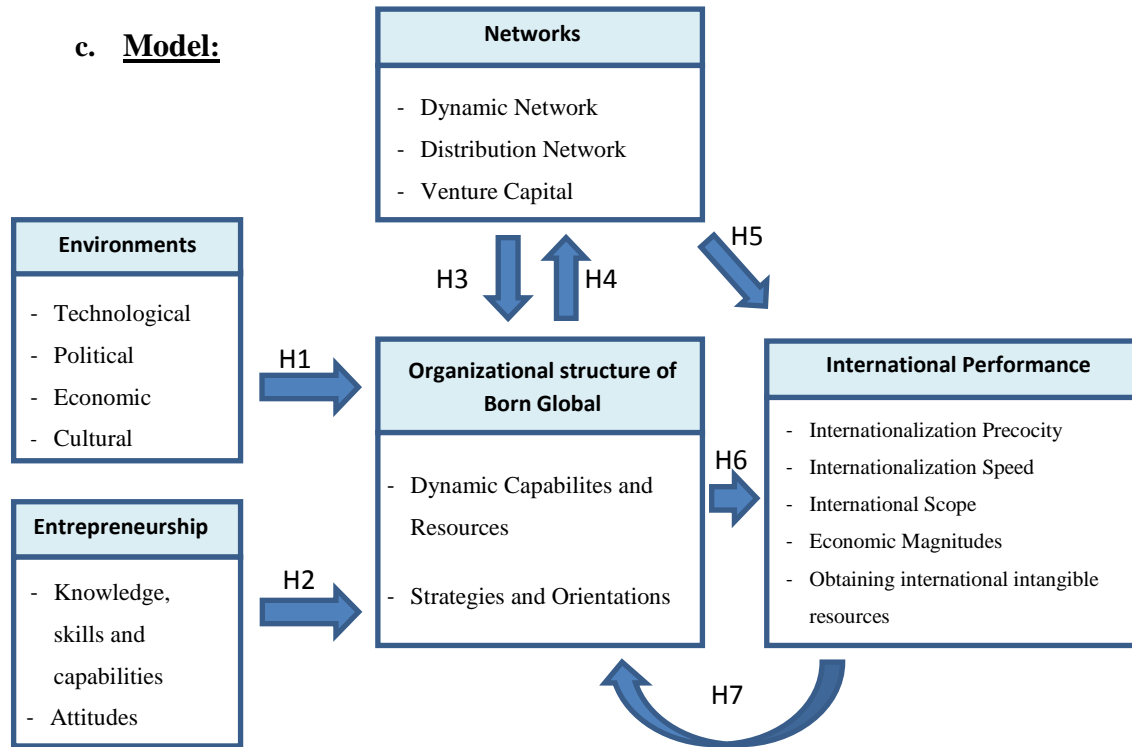 c. Model:
Networks
- Dynamic Network
- Distribution Network
- Venture Capital
Environments
- Technological
- Political
- Economic
- Cultural
H1
H3
H4
H5
Organizational structure of
Born Global
- Dynamic Capabilites and
Resources
- Strategies and Orientations
International Performance
- Internationalization Precocity
- Internationalization Speed
- International Scope
- Economic Magnitudes
- Obtaining international intangible
resources
H6
Entrepreneurship
- Knowledge,
skills and
capabilities
- Attitudes
H2
H7